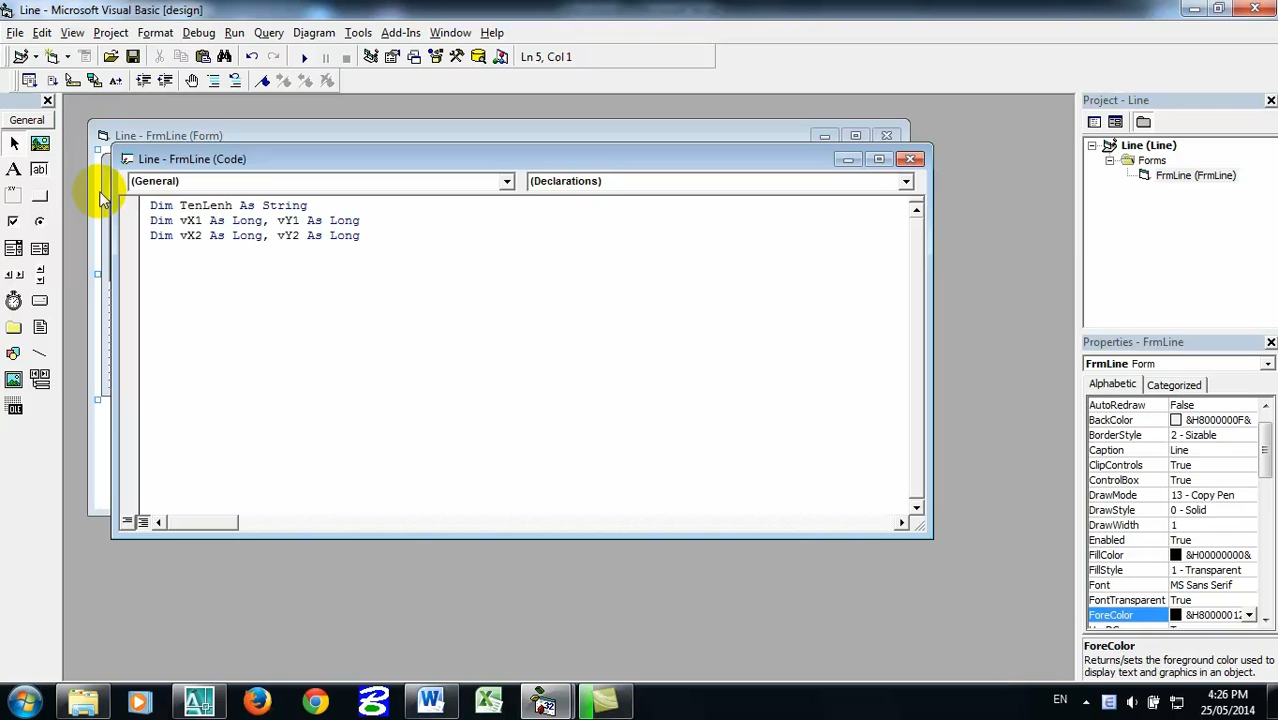 Line - Microsoft Visual Basic [design]
File Edit View Project Format Debug Run Query Diagram Tools Add-Ins Window Help
Ln 5, Col 1
General
Line - FrmLine (Form)
Line - FrmLine (Code)
(General) (Declarations)
Dim TenLenh As String
Dim vX1 As Long, vY1 As Long
Dim vX2 As Long, vY2 As Long
Project - Line
Line (Line)
Forms
FrmLine (FrmLine)
Properties - FrmLine
FrmLine Form
Alphabetic Categorized
AutoRedraw False
BackColor &H8000000F&
BorderStyle 2 - Sizable
Caption Line
ClipControls True
ControlBox True
DrawMode 13 - Copy Pen
DrawStyle 0 - Solid
DrawWidth 1
Enabled True
FillColor &H00000000&
FillStyle 1 - Transparent
Font MS Sans Serif
FontTransparent True
ForeColor &H80000012
ForeColor
Returns/sets the foreground color used to
display text and graphics in an object.
EN
4:26 PM
25/05/2014